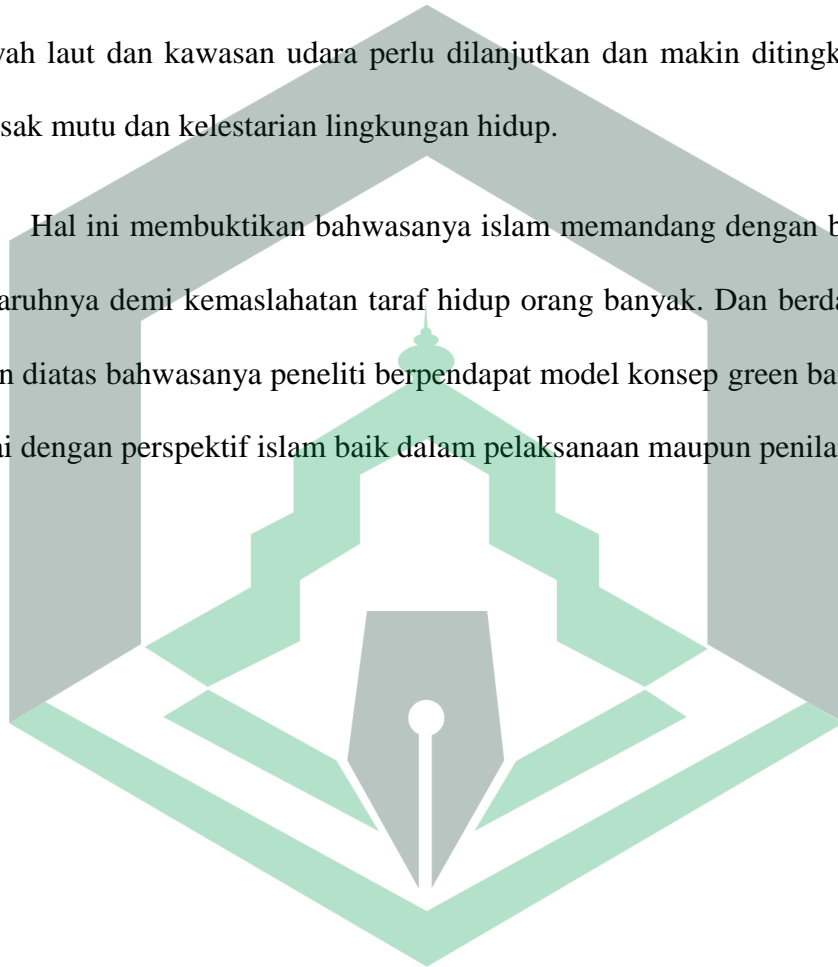 yah laut dan kawasan udara perlu dilanjutkan dan makin ditingk
sak mutu dan kelestarian lingkungan hidup.
Hal ini membuktikan bahwasanya islam memandang dengan b
aruhnya demi kemaslahatan taraf hidup orang banyak. Dan berda
n diatas bahwasanya peneliti berpendapat model konsep green ba
ai dengan perspektif islam baik dalam pelaksanaan maupun penila